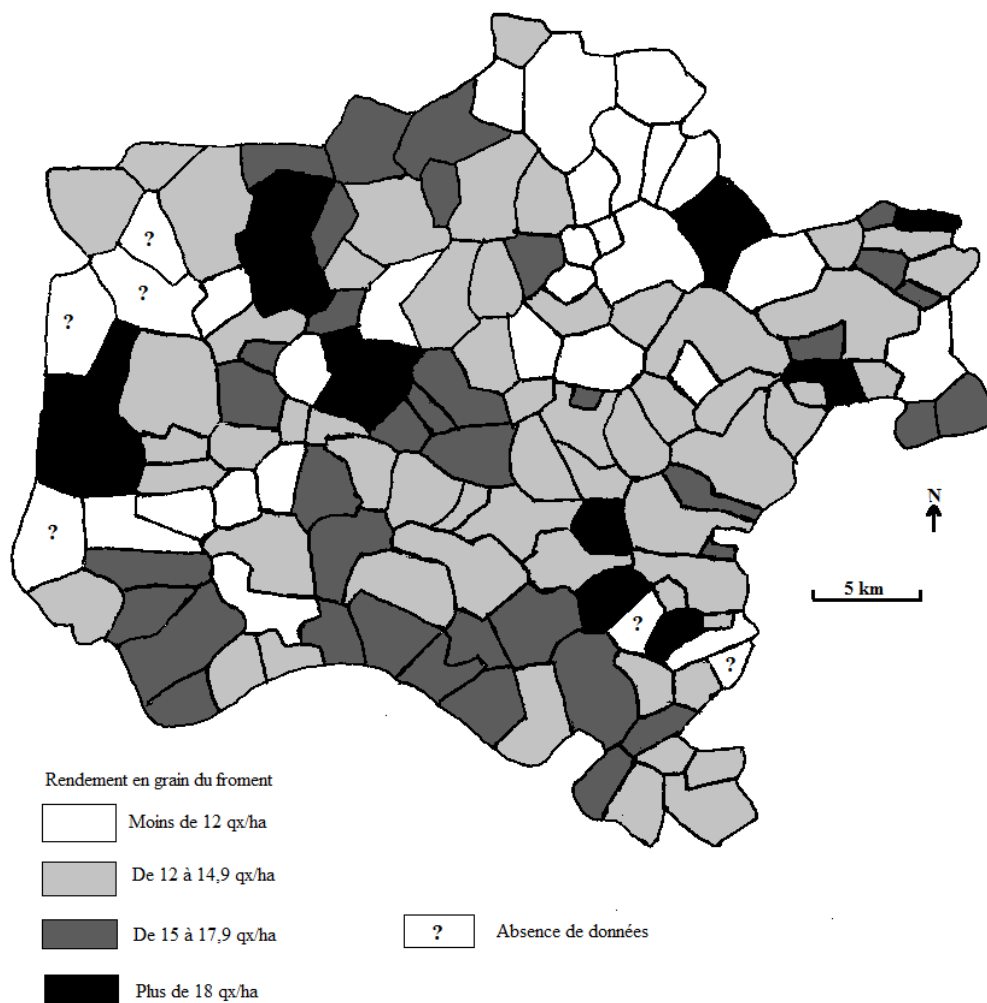 ?
?
?
N
?
5 km
?
?
Rendement en grain du froment
Moins de 12 qx/ha
De 12 à 14,9 qx/ha
De 15 à 17,9 qx/ha
? Absence de données
Plus de 18 qx/ha